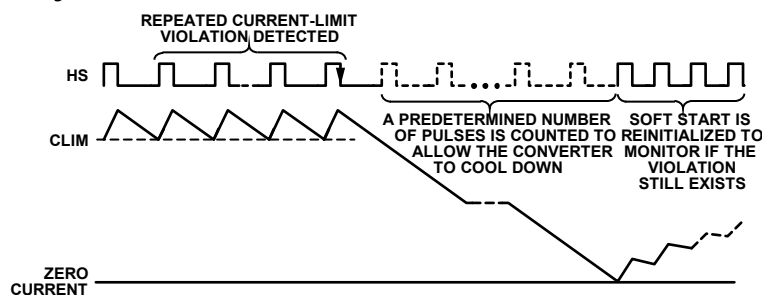 REPEATED CURRENT-LIMIT
VIOLATION DETECTED
HS
CLIM
A PREDETERMINED NUMBER
OF PULSES IS COUNTED TO
ALLOW THE CONVERTER
TO COOL DOWN
SOFT START IS
REINITIALIZED TO
MONITOR IF THE
VIOLATION
STILL EXISTS
ZERO
CURRENT